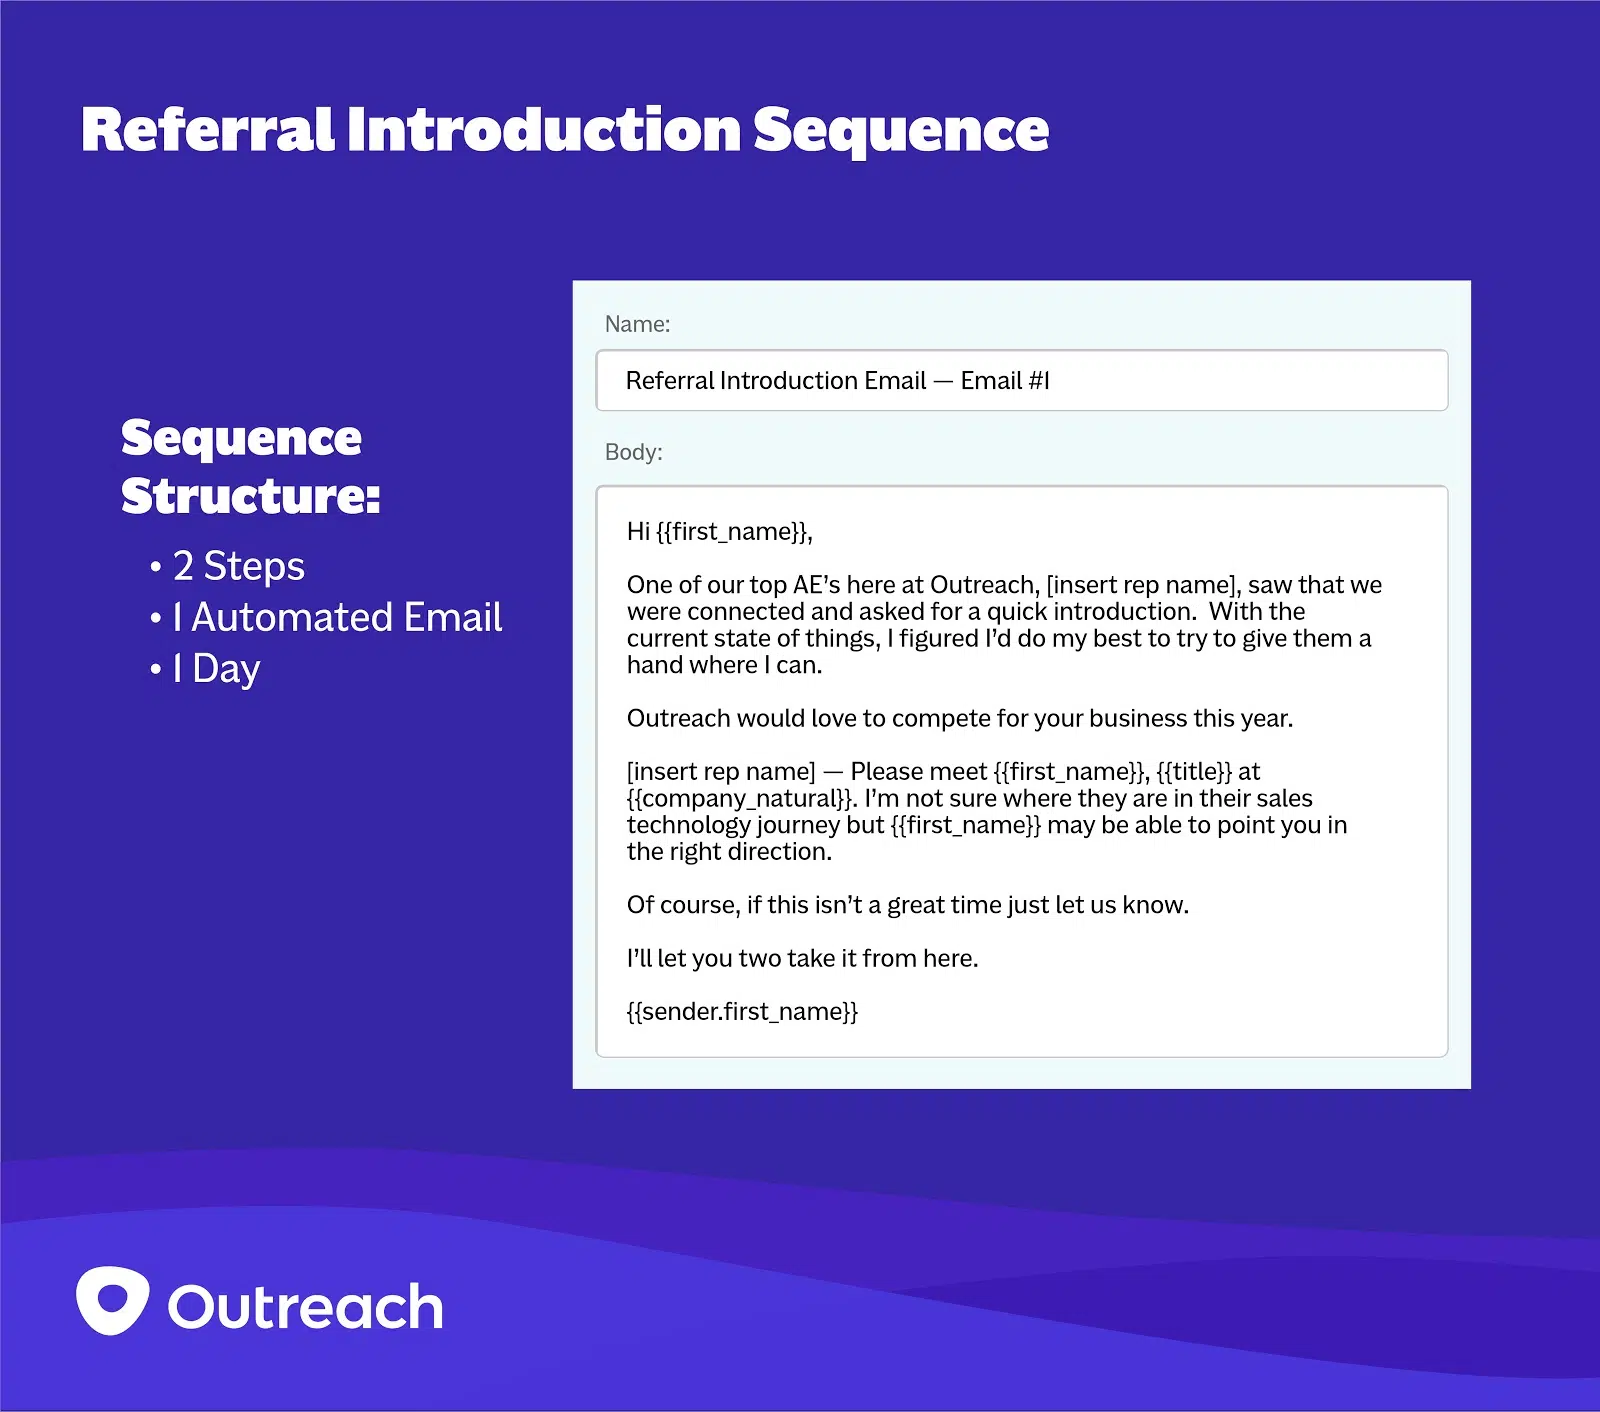 Referral Introduction Sequence
Sequence
Structure:
• 2 Steps
• 1 Automated Email
• 1 Day
Name:
Referral Introduction Email — Email #1
Body:
Hi {{first_name}},
One of our top AE’s here at Outreach, [insert rep name], saw that we
were connected and asked for a quick introduction.  With the
current state of things, I figured I’d do my best to try to give them a
hand where I can.
Outreach would love to compete for your business this year.
[insert rep name] — Please meet {{first_name}}, {{title}} at
{{company_natural}}. I’m not sure where they are in their sales
technology journey but {{first_name}} may be able to point you in
the right direction.
Of course, if this isn’t a great time just let us know.
I’ll let you two take it from here.
{{sender.first_name}}
Outreach